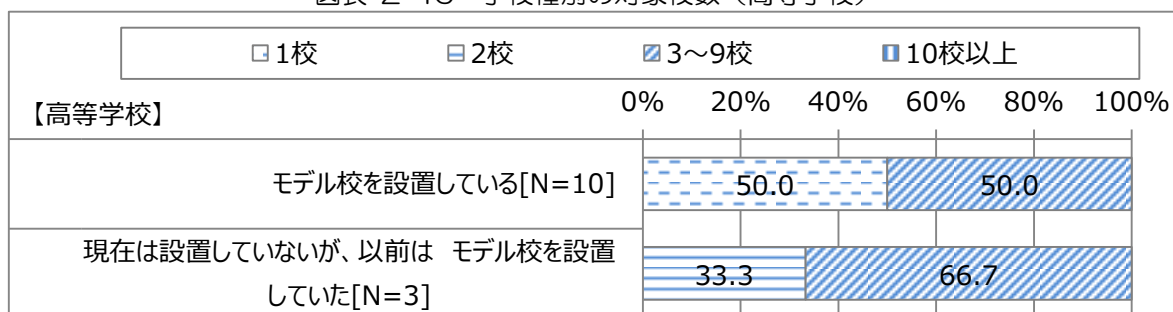 1校 2校 3～9校 10校以上
【高等学校】 0% 20% 40% 60% 80% 100%
モデル校を設置している[N=10] 50.0 50.0
現在は設置していないが、以前は　モデル校を設置
していた[N=3] 33.3 66.7